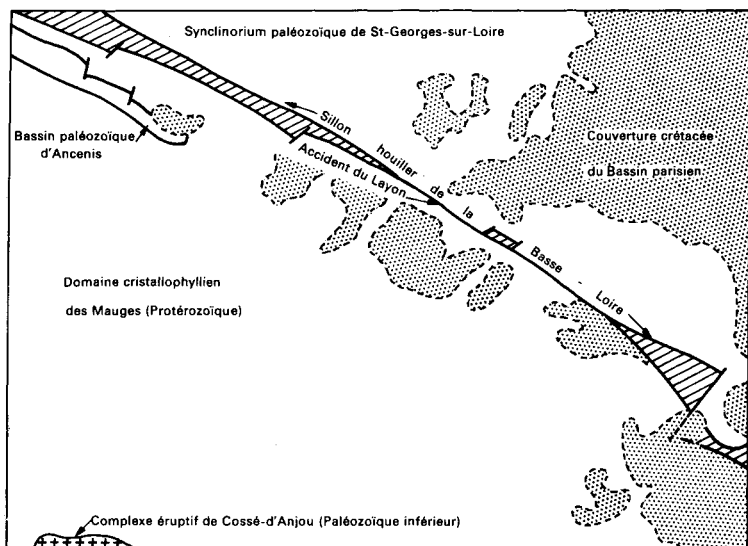 Synclinorium paléozoïque de St-Georges-sur-Loire
Bassin paléozoïque
d'Ancenis
Sillon houiller de la Basse - Loire
Accident du Layon
Couverture crétacée
du Bassin parisien
Domaine cristallophyllien
des Mauges (Protérozoïque)
Complexe éruptif de Cossé-d'Anjou (Paléozoïque inférieur)